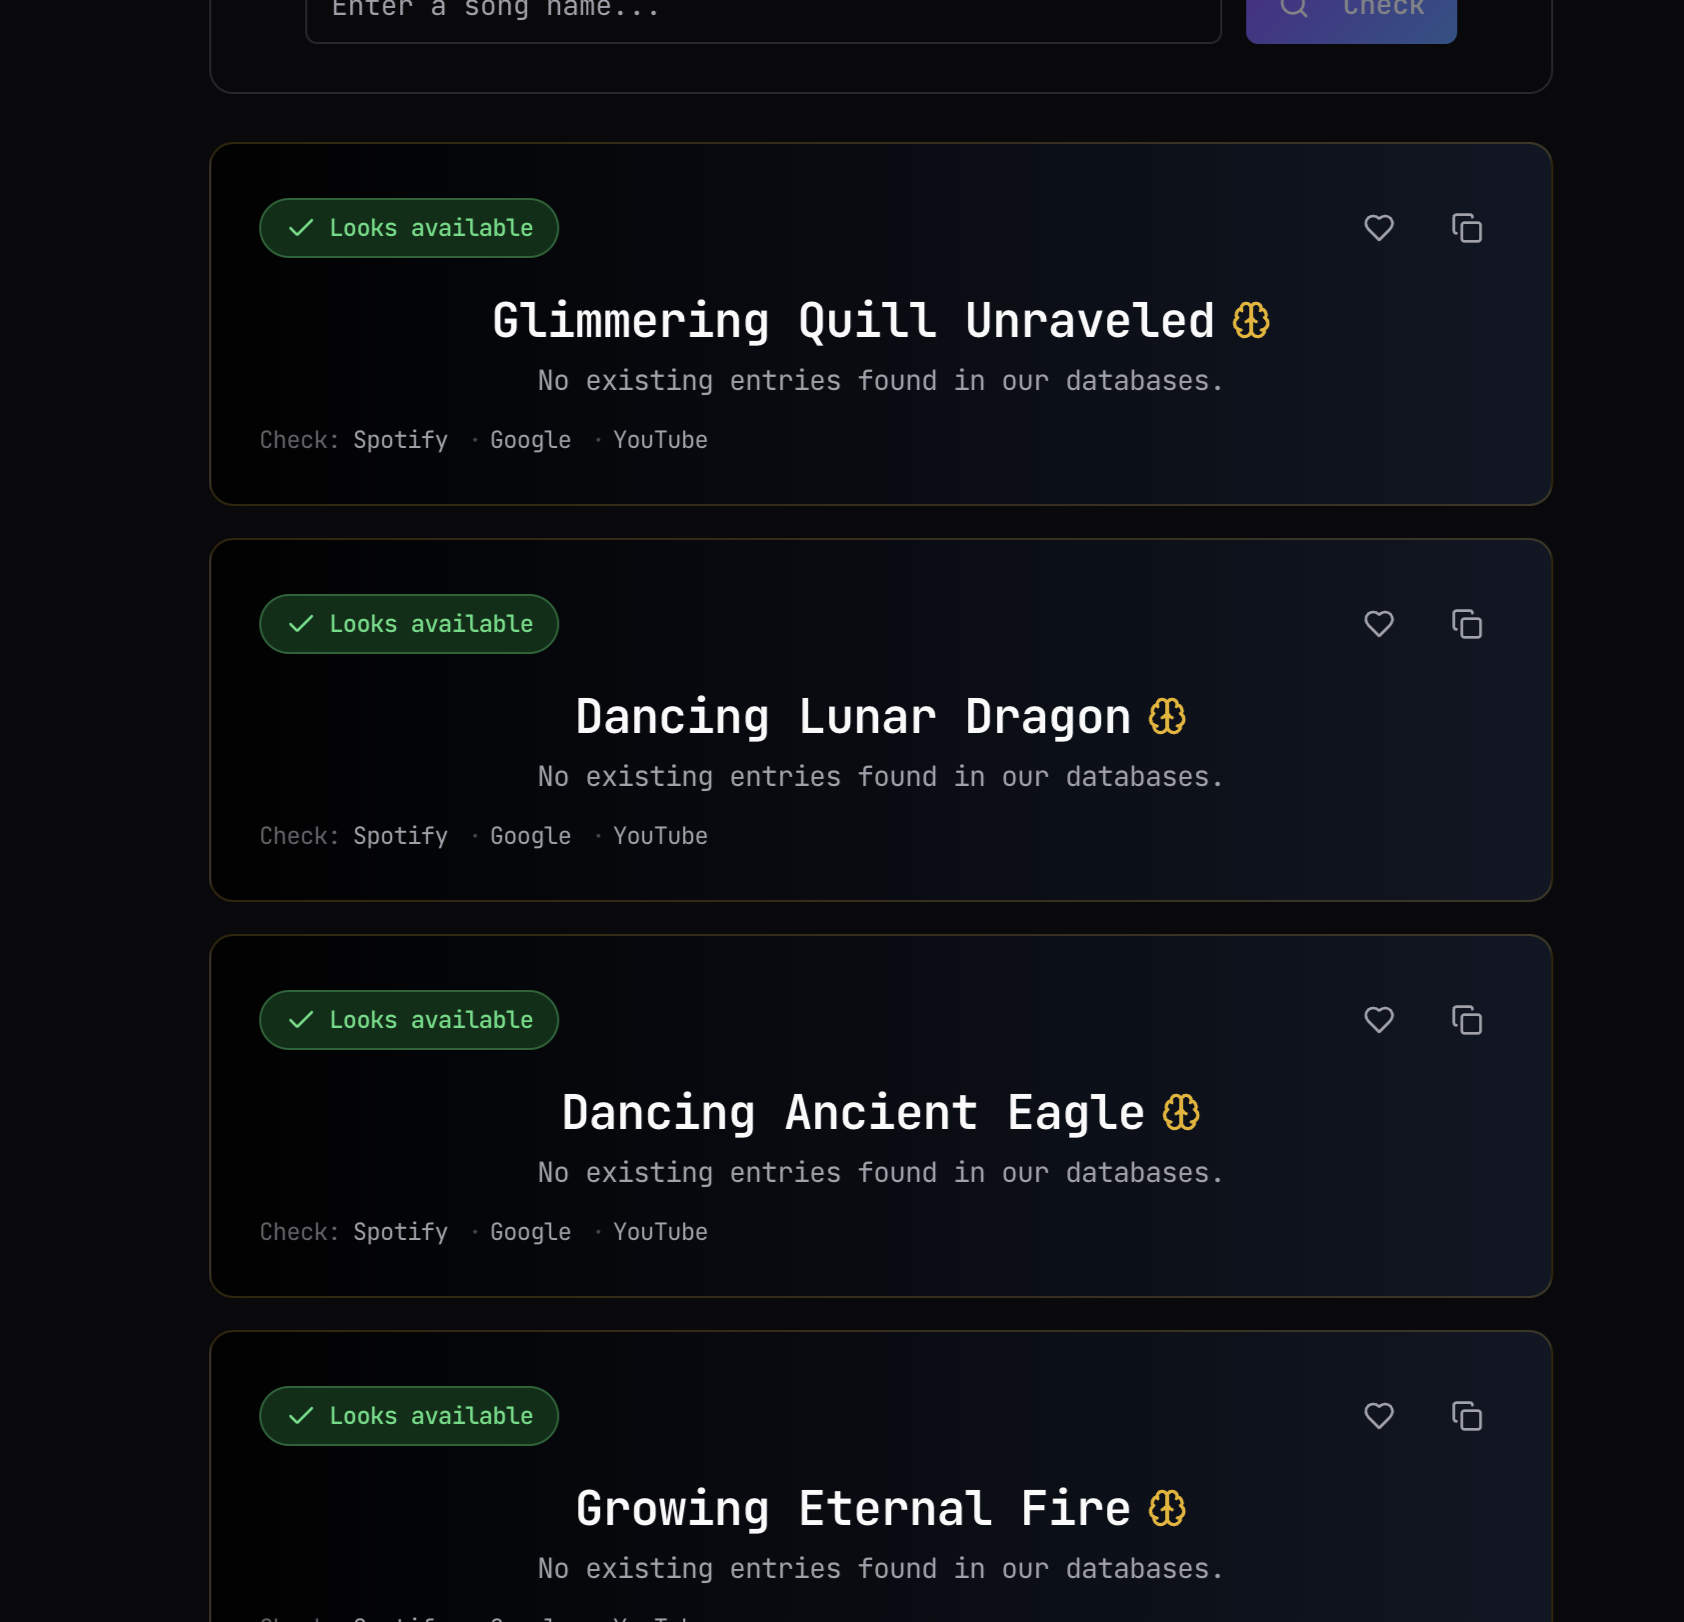 Enter a song name...
Check
Looks available
Glimmering Quill Unraveled
No existing entries found in our databases.
Check: Spotify · Google · YouTube
Looks available
Dancing Lunar Dragon
No existing entries found in our databases.
Check: Spotify · Google · YouTube
Looks available
Dancing Ancient Eagle
No existing entries found in our databases.
Check: Spotify · Google · YouTube
Looks available
Growing Eternal Fire
No existing entries found in our databases.